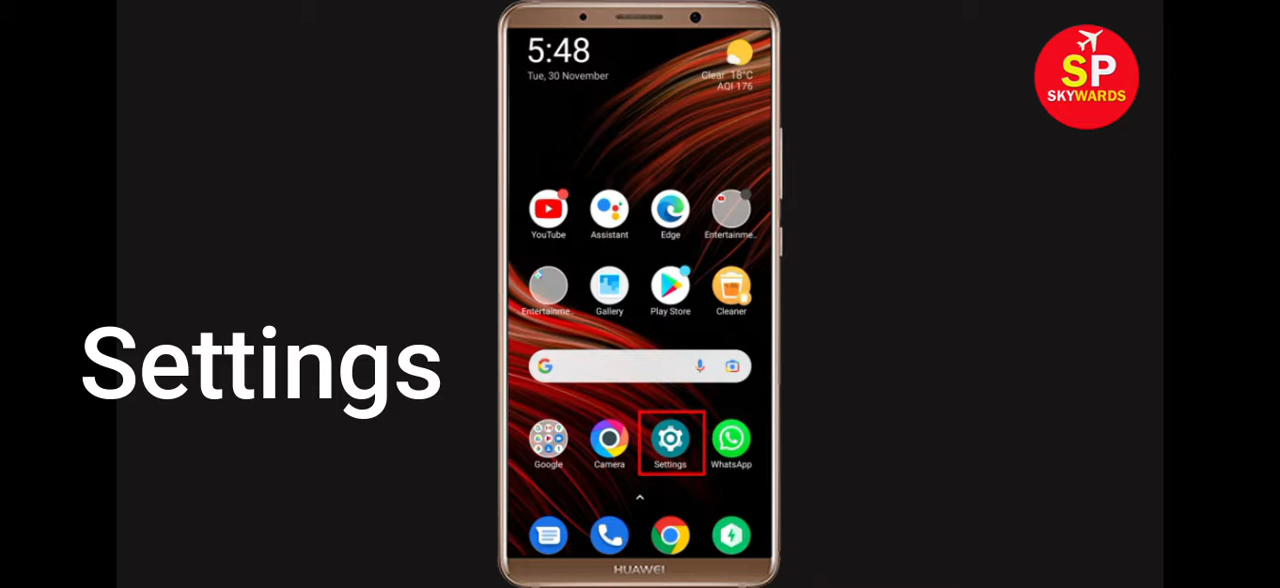 5:48
Tue, 30 November
Clear 18°C
AQI 176
SP
SKYWARDS
YouTube
Assistant
Edge
Entertainme..
Entertainme..
Gallery
Play Store
Cleaner
Settings
Google
Camera
Settings
WhatsApp
HUAWEI